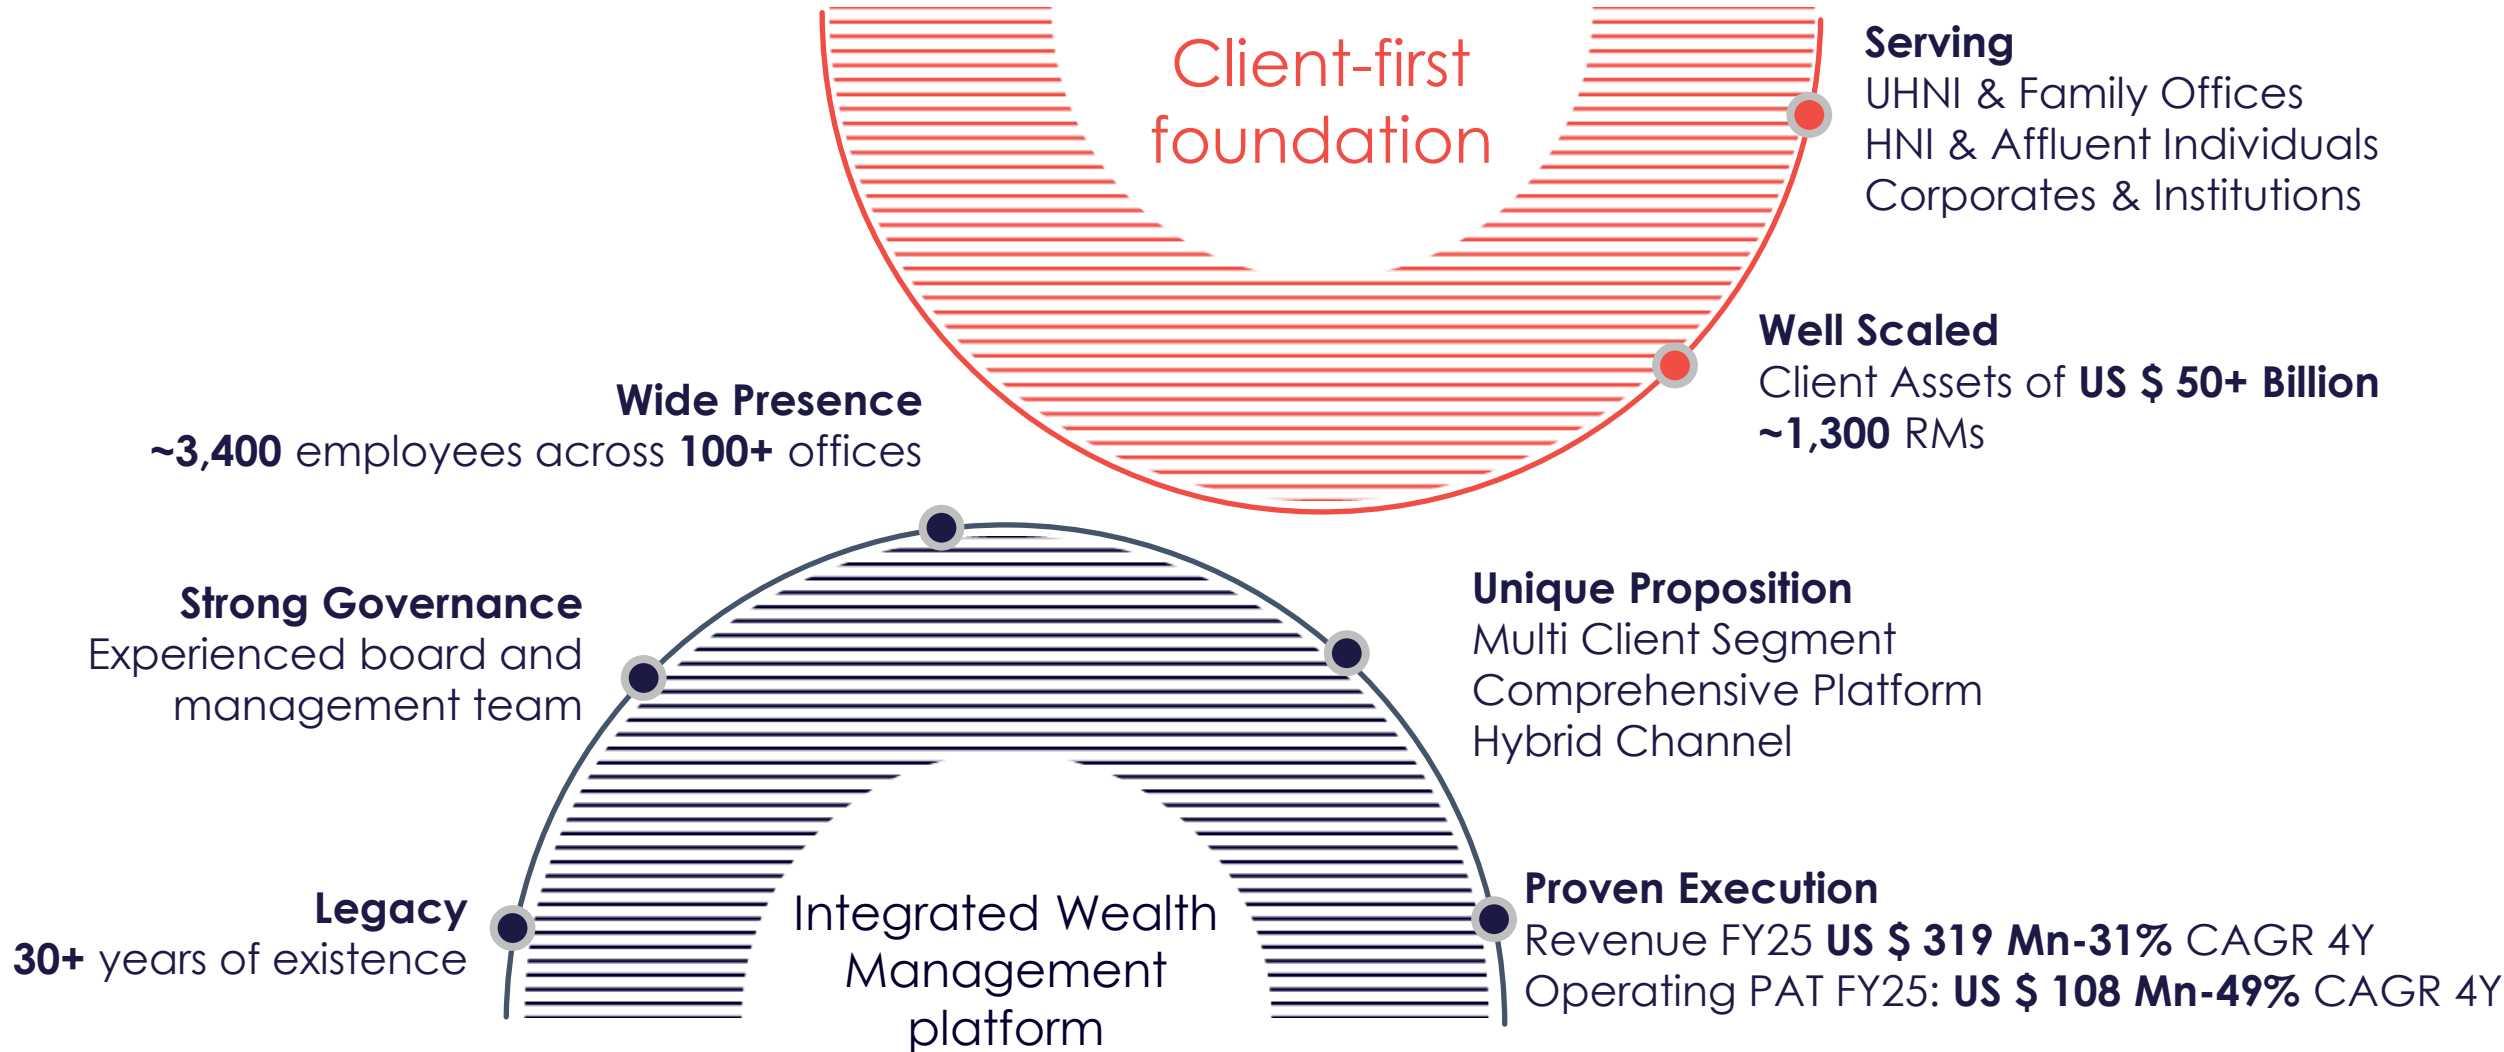 Client-first
foundation
Serving
UHNI & Family Offices
HNI & Affluent Individuals
Corporates & Institutions
Well Scaled
Client Assets of US $ 50+ Billion
~1,300 RMs
Wide Presence
~3,400 employees across 100+ offices
Strong Governance
Experienced board and
management team
Unique Proposition
Multi Client Segment
Comprehensive Platform
Hybrid Channel
Legacy
30+ years of existence
Integrated Wealth
Management
platform
Proven Execution
Revenue FY25 US $ 319 Mn-31% CAGR 4Y
Operating PAT FY25: US $ 108 Mn-49% CAGR 4Y